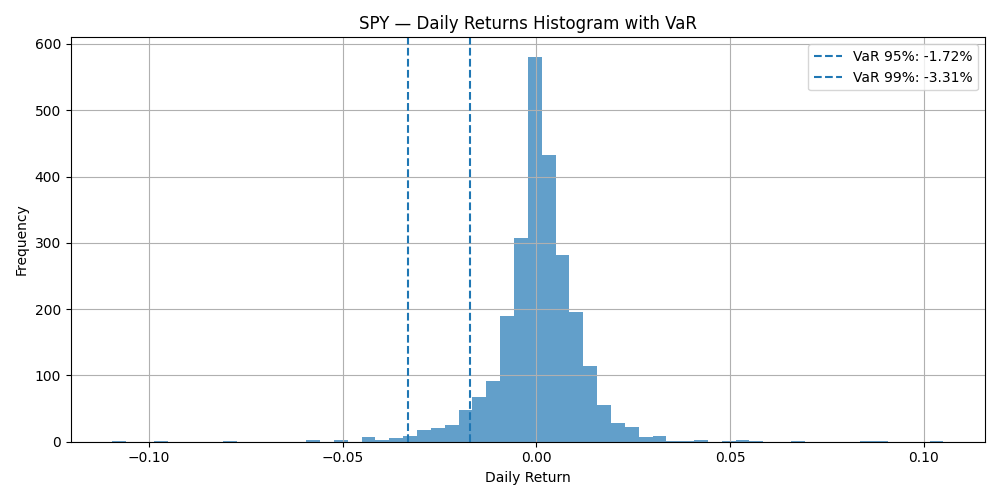 SPY — Daily Returns Histogram with VaR
VaR 95%: -1.72%
VaR 99%: -3.31%
600
500
400
300
200
100
0
Frequency
−0.10
−0.05
0.00
0.05
0.10
Daily Return